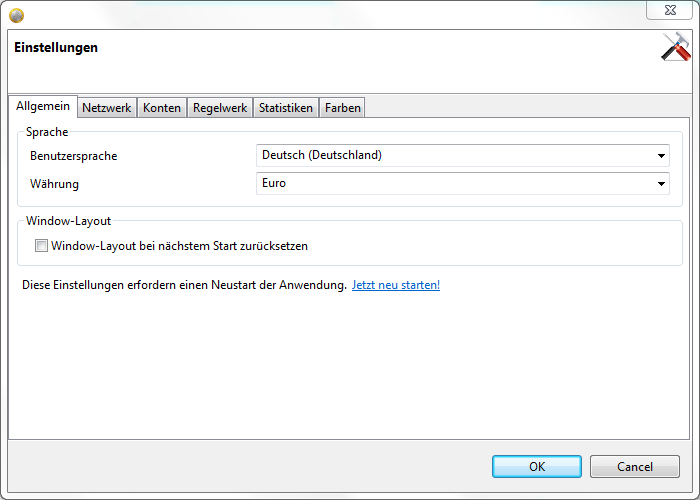 Einstellungen
Allgemein Netzwerk Konten Regelwerk Statistiken Farben
Sprache
Benutzersprache Deutsch (Deutschland)
Währung Euro
Window-Layout
Window-Layout bei nächstem Start zurücksetzen
Diese Einstellungen erfordern einen Neustart der Anwendung. Jetzt neu starten!
OK Cancel